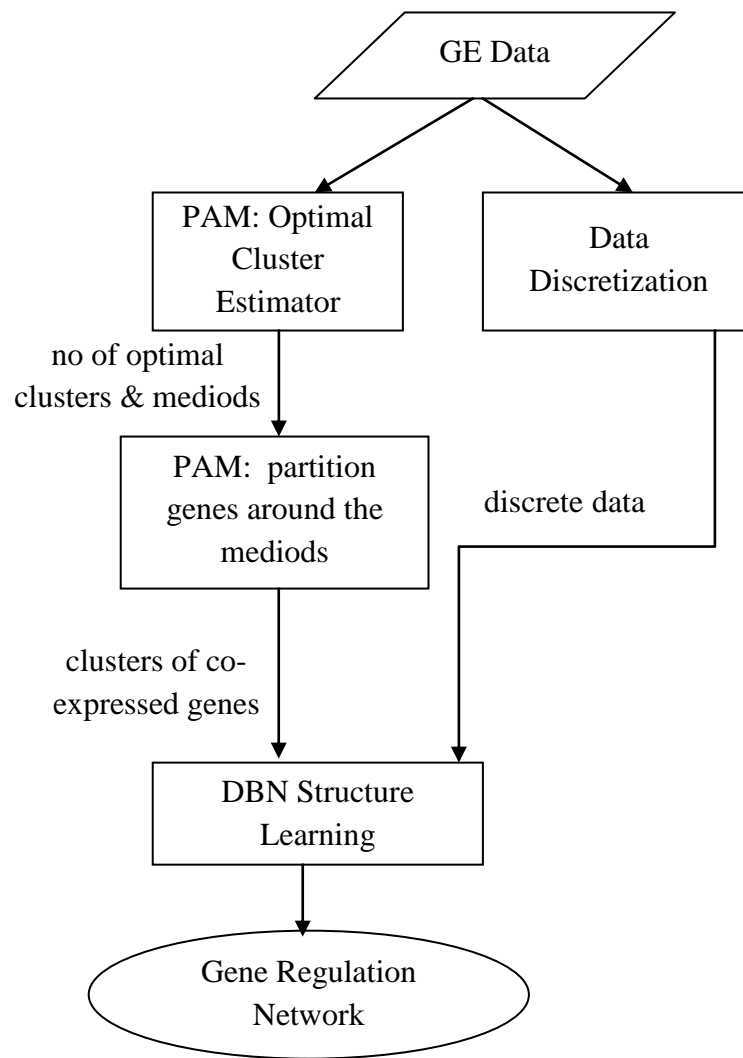 GE Data
PAM: Optimal
Cluster
Estimator
Data
Discretization
no of optimal
clusters & mediods
PAM:  partition
genes around the
mediods
discrete data
clusters of co-
expressed genes
DBN Structure
Learning
Gene Regulation
Network